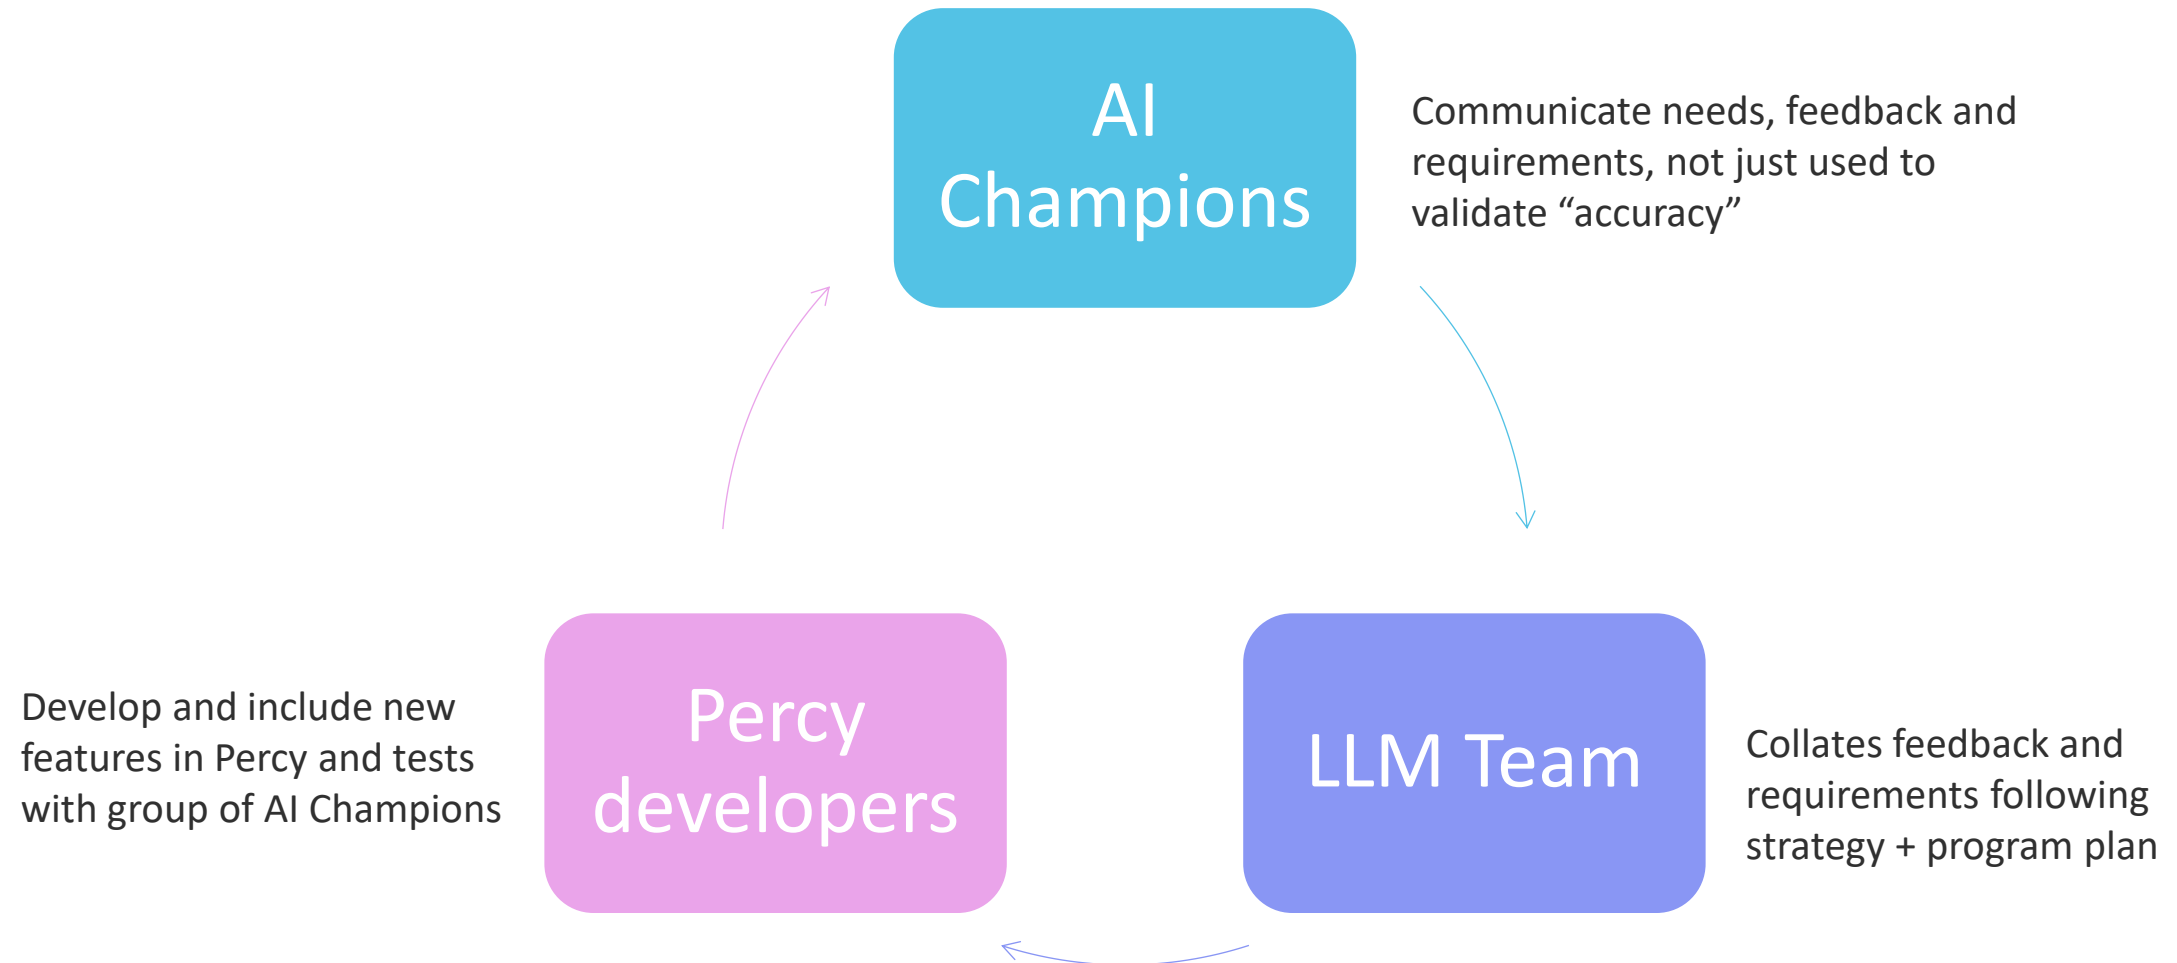 AI
Champions
Communicate needs, feedback and
requirements, not just used to
validate “accuracy”
LLM Team
Collates feedback and
requirements following
strategy + program plan
Percy
developers
Develop and include new
features in Percy and tests
with group of AI Champions